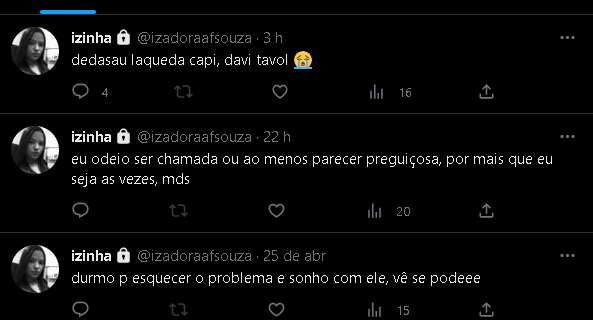 izinha @izadoraafsouza · 3 h
dedasau laqueda capi, davi tavol 😭
4 16
izinha @izadoraafsouza · 22 h
eu odeio ser chamada ou ao menos parecer preguiçosa, por mais que eu
seja as vezes, mds
20
izinha @izadoraafsouza · 25 de abr
durmo p esquecer o problema e sonho com ele, vê se podeee
15